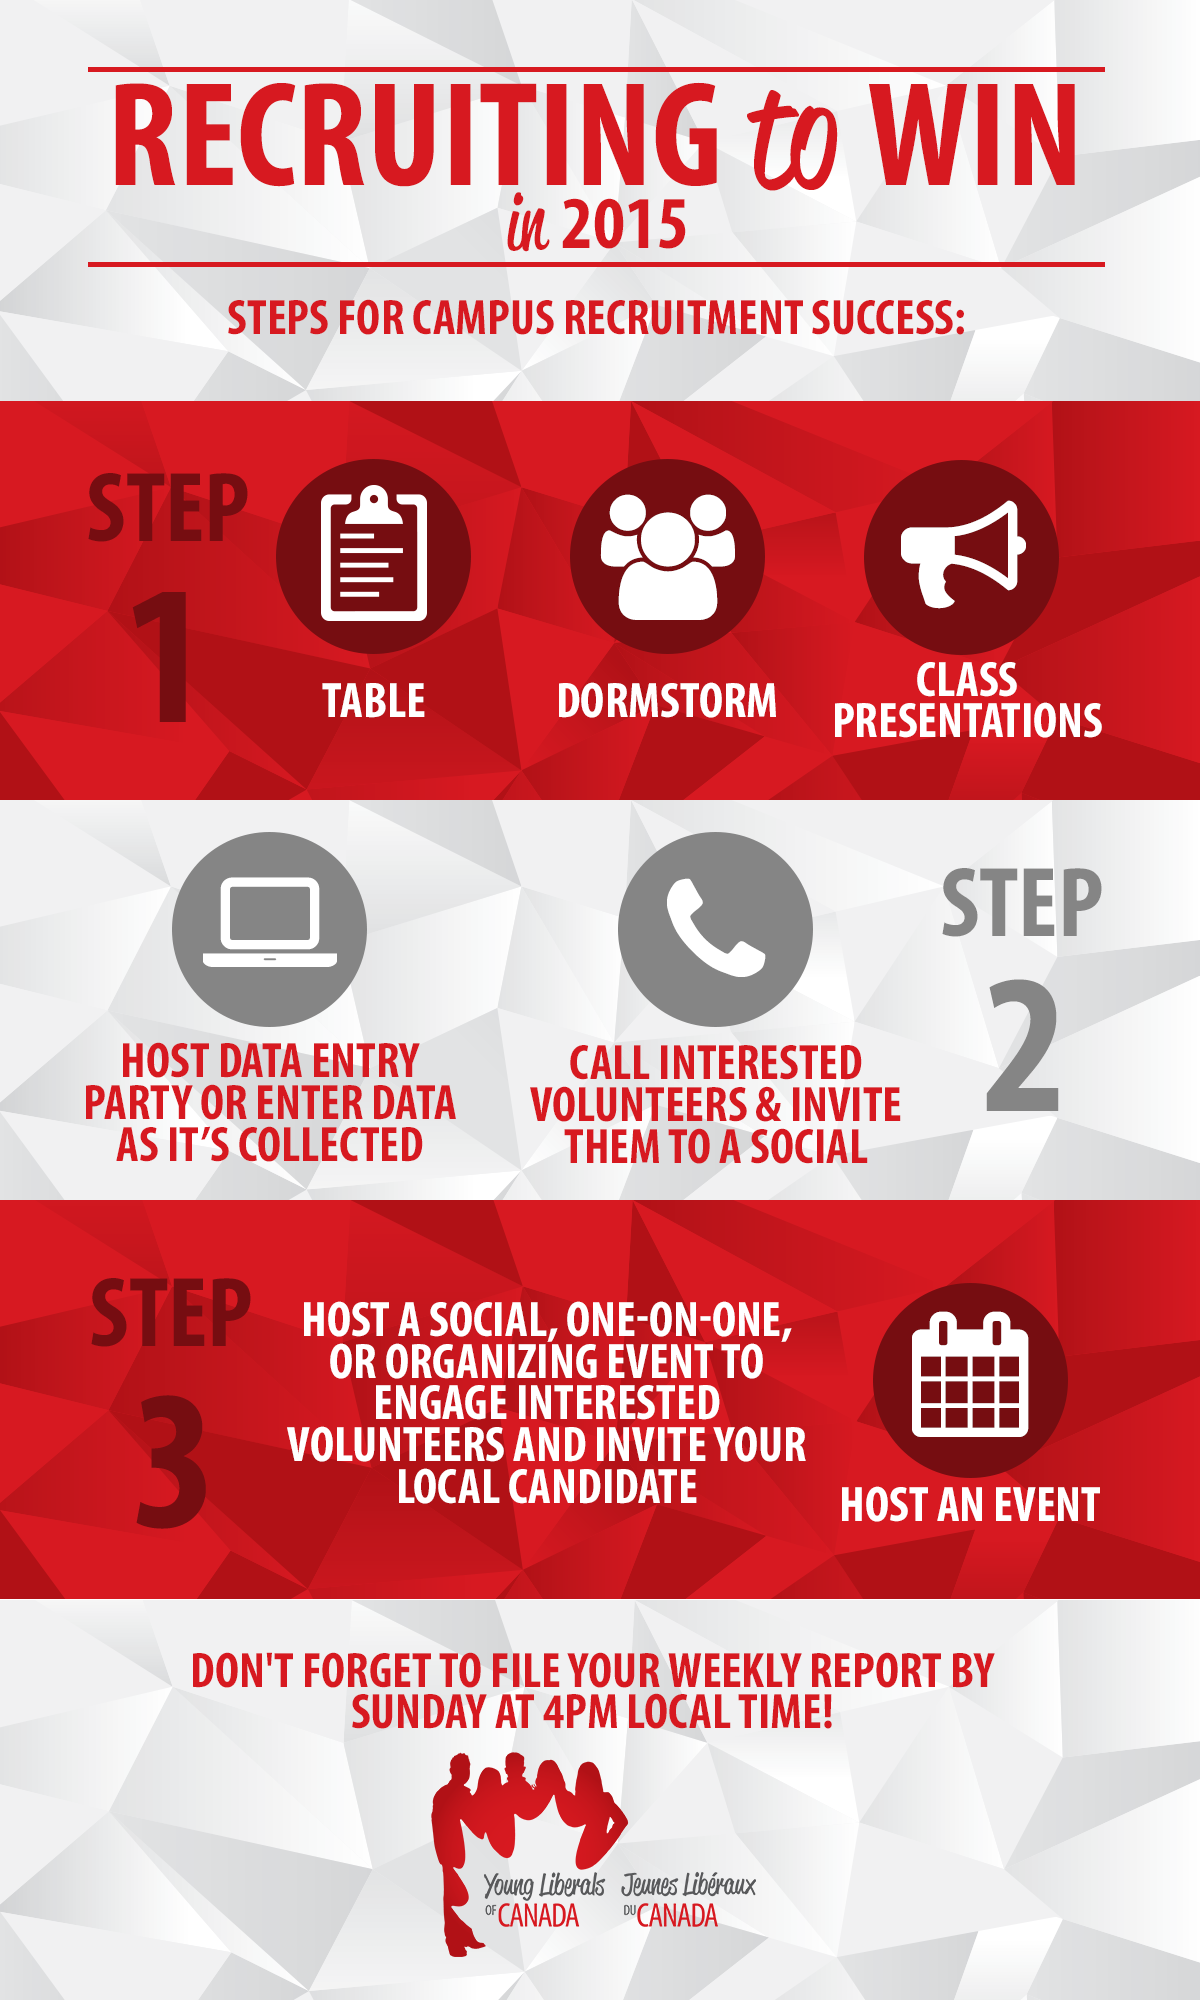 RECRUITING to WIN
in 2015
STEPS FOR CAMPUS RECRUITMENT SUCCESS:
STEP
1
TABLE
DORMSTORM
CLASS
PRESENTATIONS
HOST DATA ENTRY
PARTY OR ENTER DATA
AS IT’S COLLECTED
CALL INTERESTED
VOLUNTEERS & INVITE
THEM TO A SOCIAL
STEP
2
STEP
3
HOST A SOCIAL, ONE-ON-ONE,
OR ORGANIZING EVENT TO
ENGAGE INTERESTED
VOLUNTEERS AND INVITE YOUR
LOCAL CANDIDATE
HOST AN EVENT
DON'T FORGET TO FILE YOUR WEEKLY REPORT BY
SUNDAY AT 4PM LOCAL TIME!
Young Liberals
OF CANADA
Jeunes Libéraux
DU CANADA